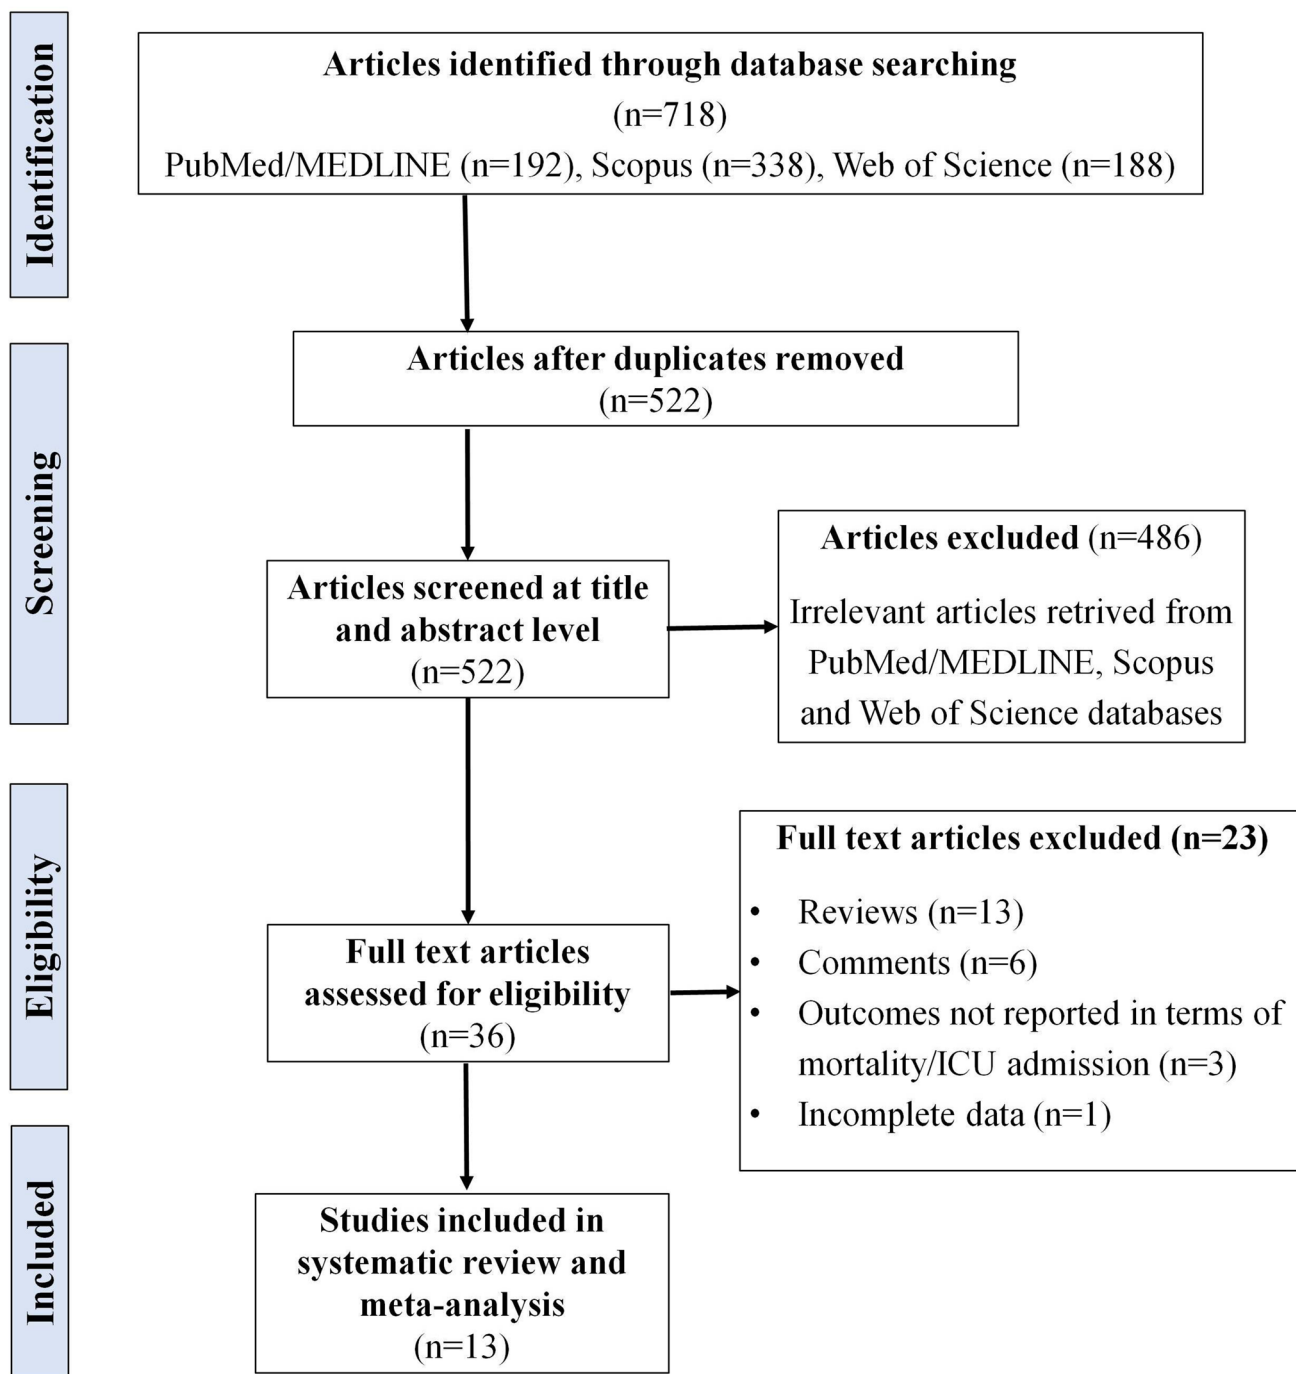 Identification
Articles identified through database searching
(n=718)
PubMed/MEDLINE (n=192), Scopus (n=338), Web of Science (n=188)
Screening
Articles after duplicates removed
(n=522)
Articles screened at title
and abstract level
(n=522)
Articles excluded (n=486)
Irrelevant articles retrived from
PubMed/MEDLINE, Scopus
and Web of Science databases
Eligibility
Full text articles
assessed for eligibility
(n=36)
Full text articles excluded (n=23)
• Reviews (n=13)
• Comments (n=6)
• Outcomes not reported in terms of
mortality/ICU admission (n=3)
• Incomplete data (n=1)
Included
Studies included in
systematic review and
meta-analysis
(n=13)